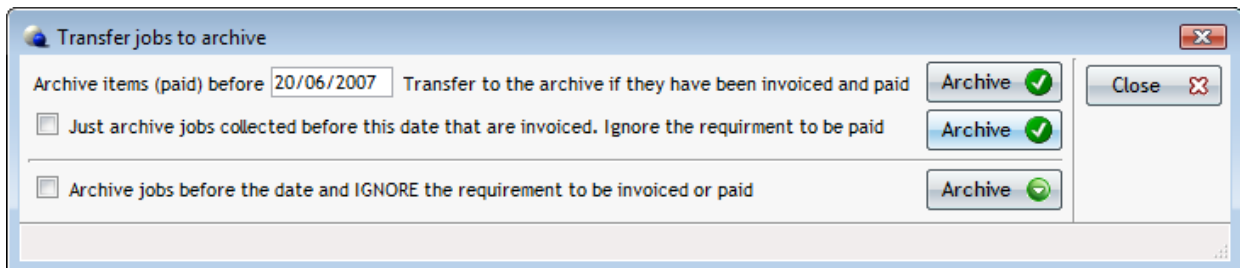 Transfer jobs to archive
Archive items (paid) before 20/06/2007 Transfer to the archive if they have been invoiced and paid Archive Close
Just archive jobs collected before this date that are invoiced. Ignore the requirment to be paid Archive
Archive jobs before the date and IGNORE the requirement to be invoiced or paid Archive